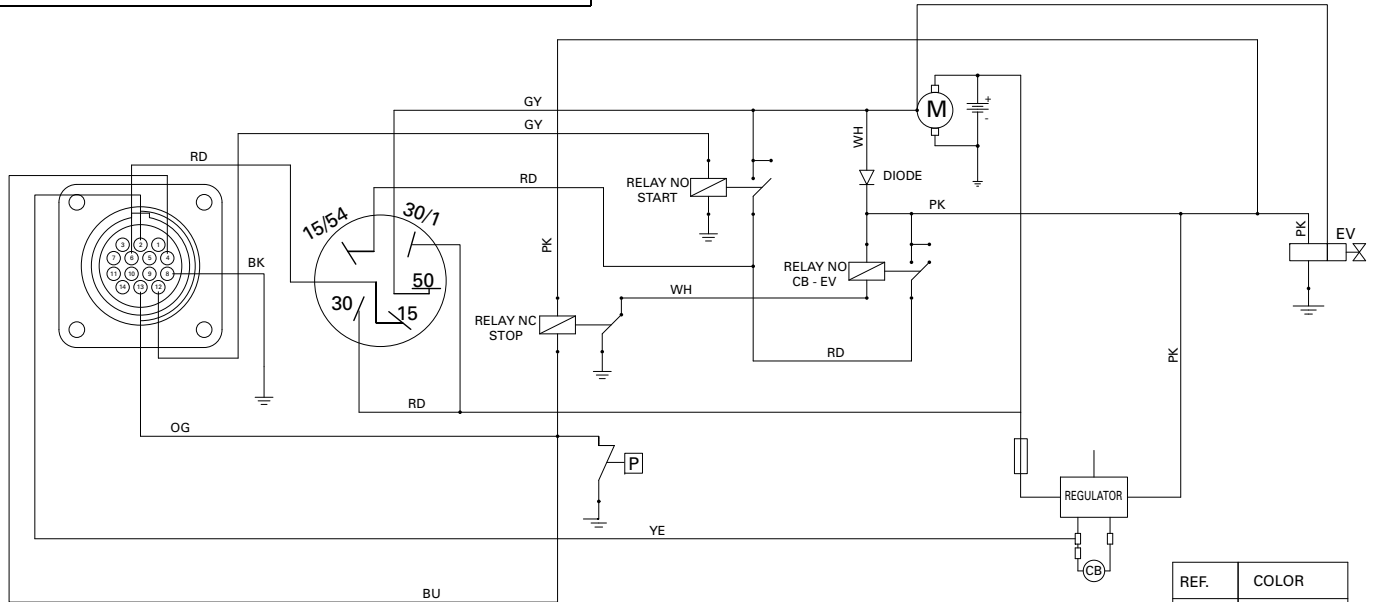 GY
GY
M
+
-
WH
RD
DIODE
RD
RELAY NO
START
15/54
30/1
PK
PK
EV
3
2
1
7
6
5
4
11
10
9
8
14
13
12
BK
PK
50
RELAY NO
CB - EV
30
15
WH
RELAY NC
STOP
RD
PK
RD
OG
P
REGULATOR
YE
CB
BU
REF.
COLOR